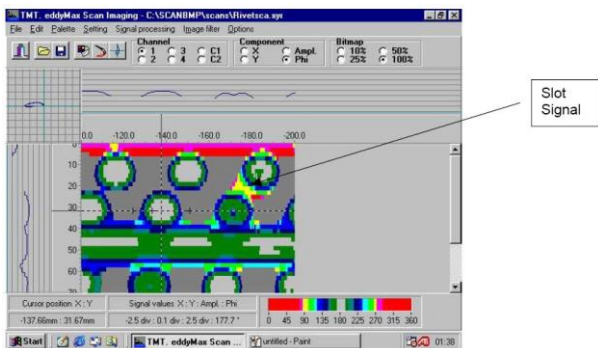 TMT. eddyMax Scan Imaging - C:\SCANBMP\scans\Rivetsca.syx
File Edit Palette Setting Signal processing Image filter Options
Channel
1 3 C1
2 4 C2
Component
X Ampl.
Y Phi
Bitmap
10% 50%
25% 100%
Slot
Signal
0.0 -120.0 -140.0 -160.0 -180.0 -200.0
0
10
20
30
40
50
60
70
Cursor position X : Y
-137.66mm : 31.67mm
Signal values X : Y : Ampl. : Phi
-2.5 div : 0.1 div : 2.5 div : 177.7 °
0 45 90 135 180 225 270 315 360
Start
TMT. eddyMax Scan ...
untitled - Paint
01:38